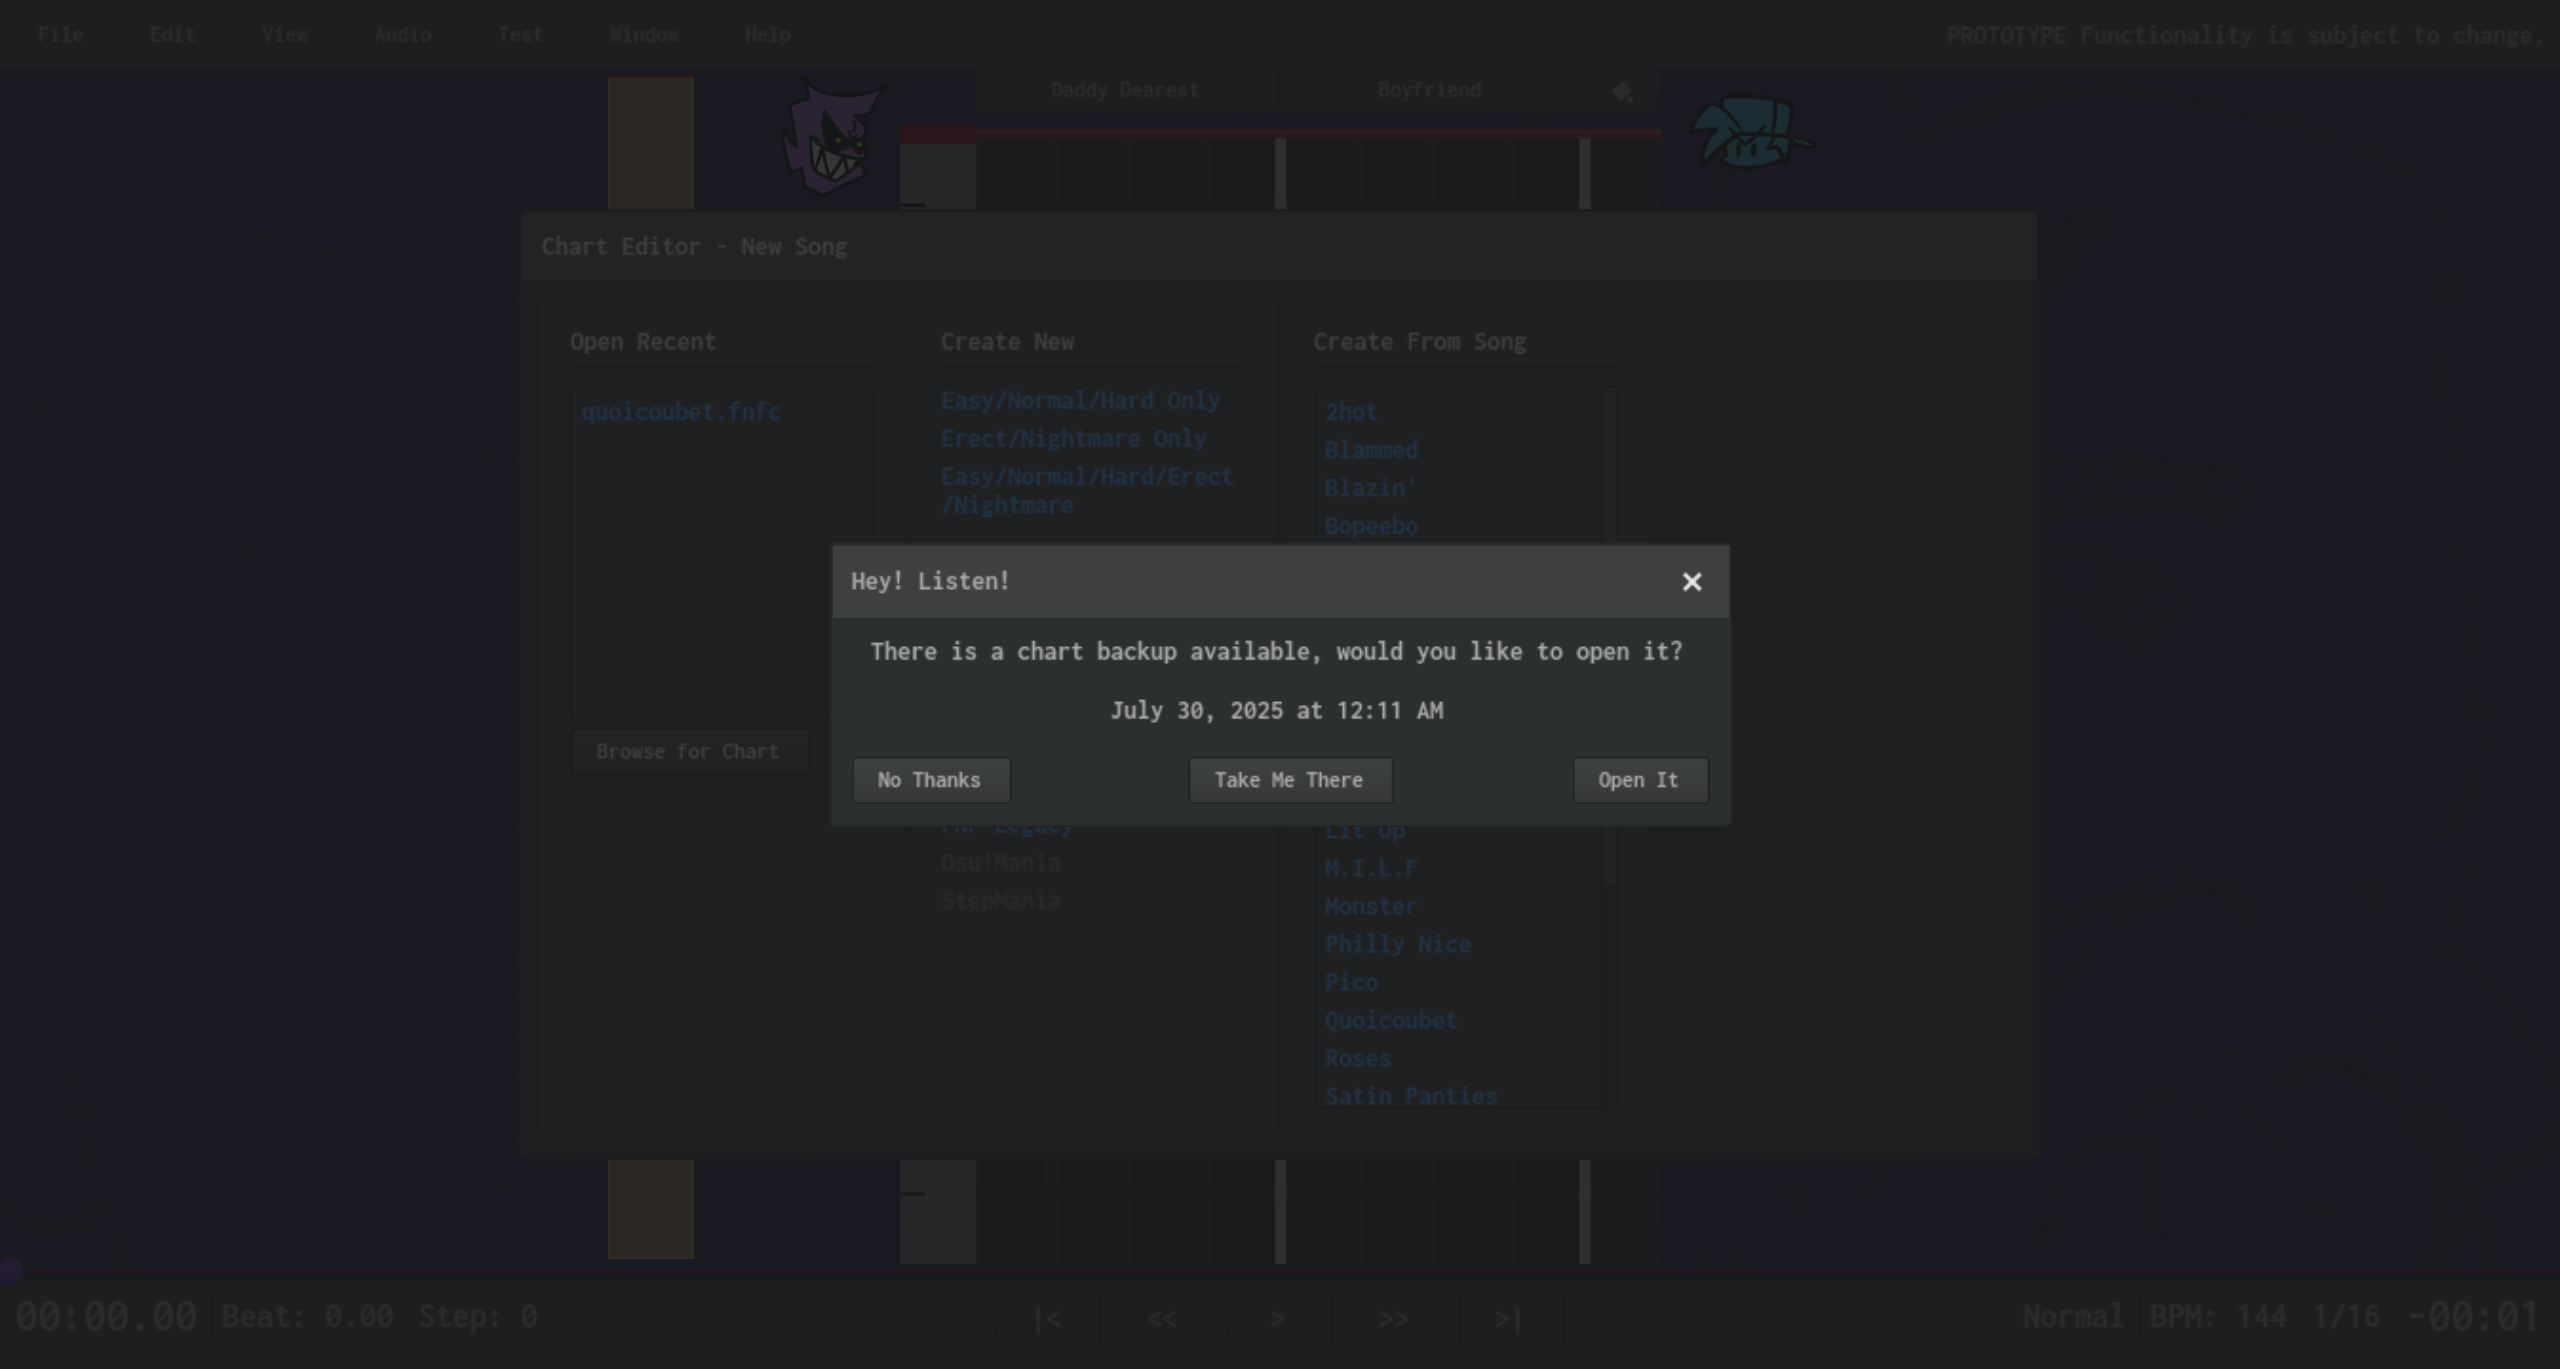 File Edit View Audio Test Window Help PROTOTYPE Functionality is subject to change.
Daddy Dearest Boyfriend
Chart Editor - New Song
Open Recent
quoicoubet.fnfc
Browse for Chart
Create New
Easy/Normal/Hard Only
Erect/Nightmare Only
Easy/Normal/Hard/Erect
/Nightmare
FNF Legacy
Osu!Mania
StepMania
Create From Song
2hot
Blammed
Blazin'
Bopeebo
Lit Up
M.I.L.F
Monster
Philly Nice
Pico
Quoicoubet
Roses
Satin Panties
Hey! Listen! ×
There is a chart backup available, would you like to open it?
July 30, 2025 at 12:11 AM
No Thanks Take Me There Open It
00:00.00 Beat: 0.00 Step: 0 |< << > >> >| Normal BPM: 144 1/16 -00:01